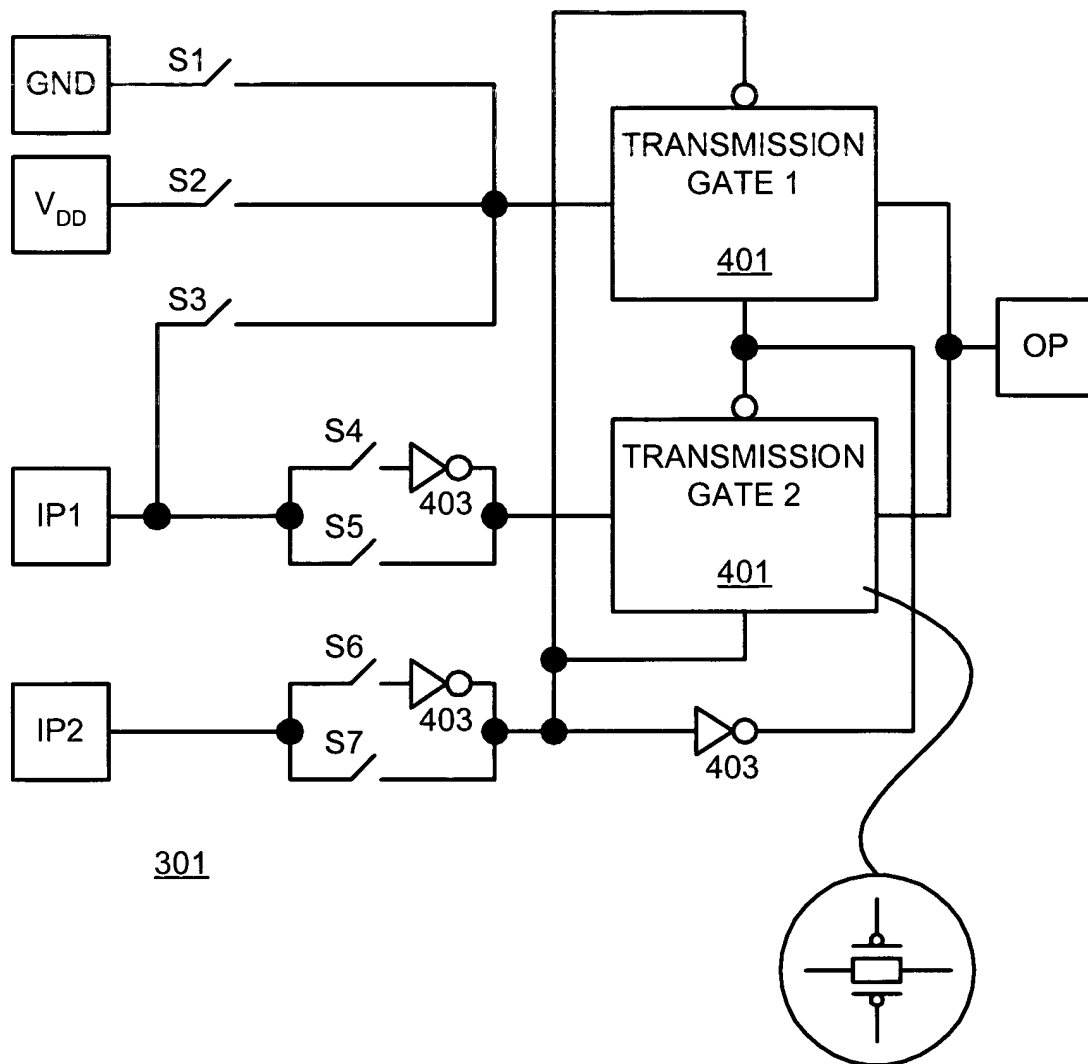 GND
S1
V_DD
S2
S3
IP1
S4
403
S5
IP2
S6
403
S7
TRANSMISSION
GATE 1
401
TRANSMISSION
GATE 2
401
403
OP
301